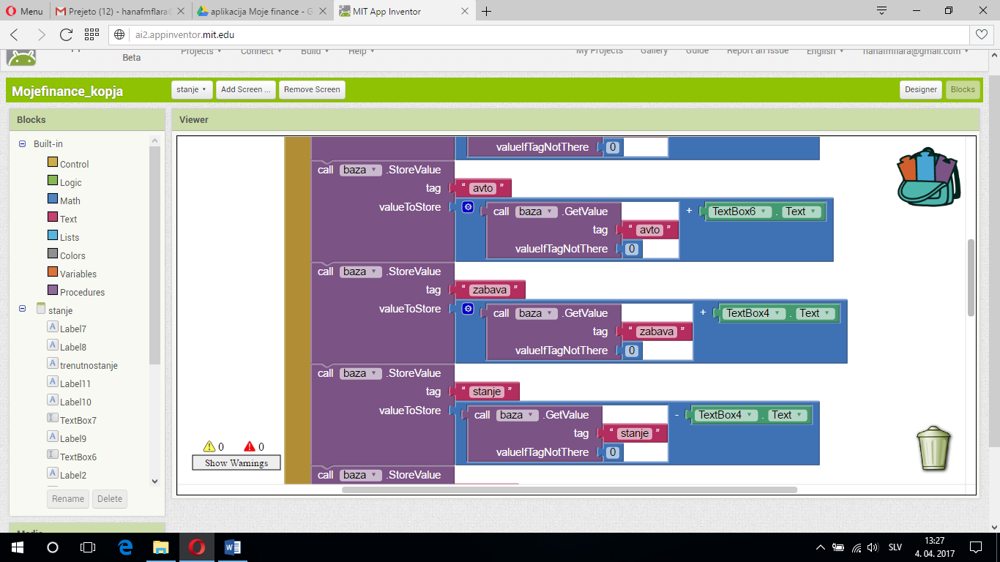 Menu
Prejeto (12) - hanafmflara@
aplikacija Moje finance - G
MIT App Inventor
ai2.appinventor.mit.edu
Beta
Projects
Connect
Build
Help
My Projects
Gallery
Guide
Report an Issue
English
hanafmflara@gmail.com
Mojefinance_kopja
stanje
Add Screen ...
Remove Screen
Designer
Blocks
Blocks
Viewer
Built-in
Control
Logic
Math
Text
Lists
Colors
Variables
Procedures
stanje
Label7
Label8
trenutnostanje
Label11
Label10
TextBox7
Label9
TextBox6
Label2
Rename
Delete
valueIfTagNotThere 0
call baza .StoreValue
tag “ avto ”
valueToStore call baza .GetValue + TextBox6 . Text
tag “ avto ”
valueIfTagNotThere 0
call baza .StoreValue
tag “ zabava ”
valueToStore call baza .GetValue + TextBox4 . Text
tag “ zabava ”
valueIfTagNotThere 0
call baza .StoreValue
tag “ stanje ”
valueToStore call baza .GetValue - TextBox4 . Text
tag “ stanje ”
valueIfTagNotThere 0
call baza .StoreValue
0 0
Show Warnings
SLV
13:27
4. 04. 2017